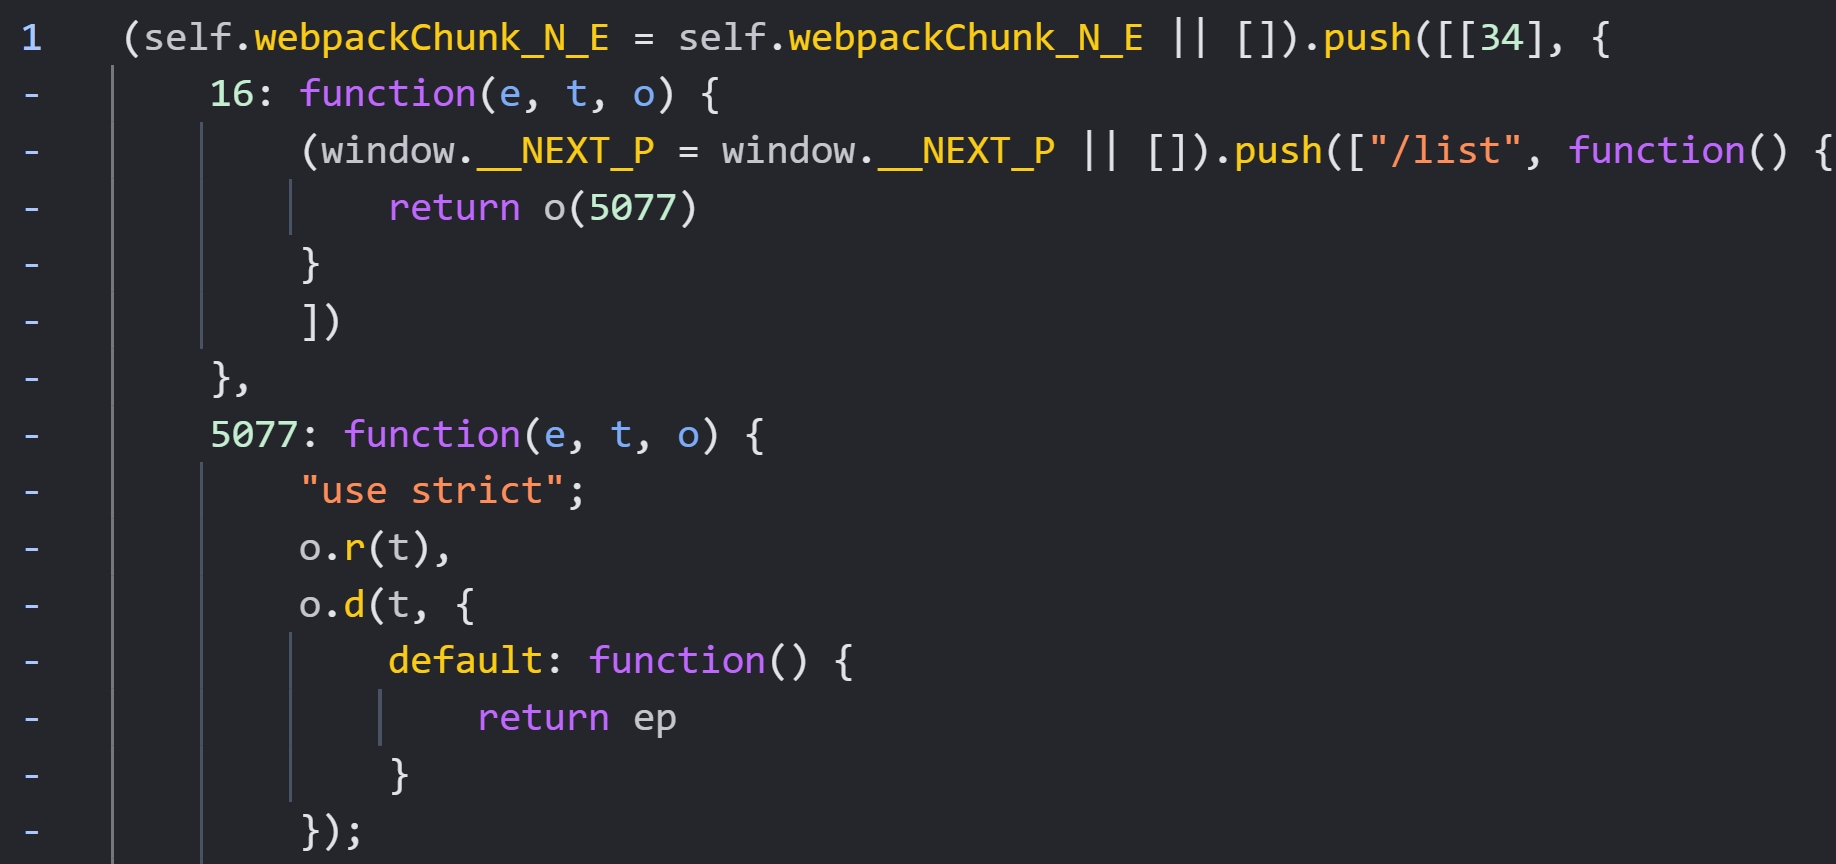 1 (self.webpackChunk_N_E = self.webpackChunk_N_E || []).push([[34], {
- 16: function(e, t, o) {
- (window.__NEXT_P = window.__NEXT_P || []).push(["/list", function() {
- return o(5077)
- }
- ])
- },
- 5077: function(e, t, o) {
- "use strict";
- o.r(t),
- o.d(t, {
- default: function() {
- return ep
- }
- });